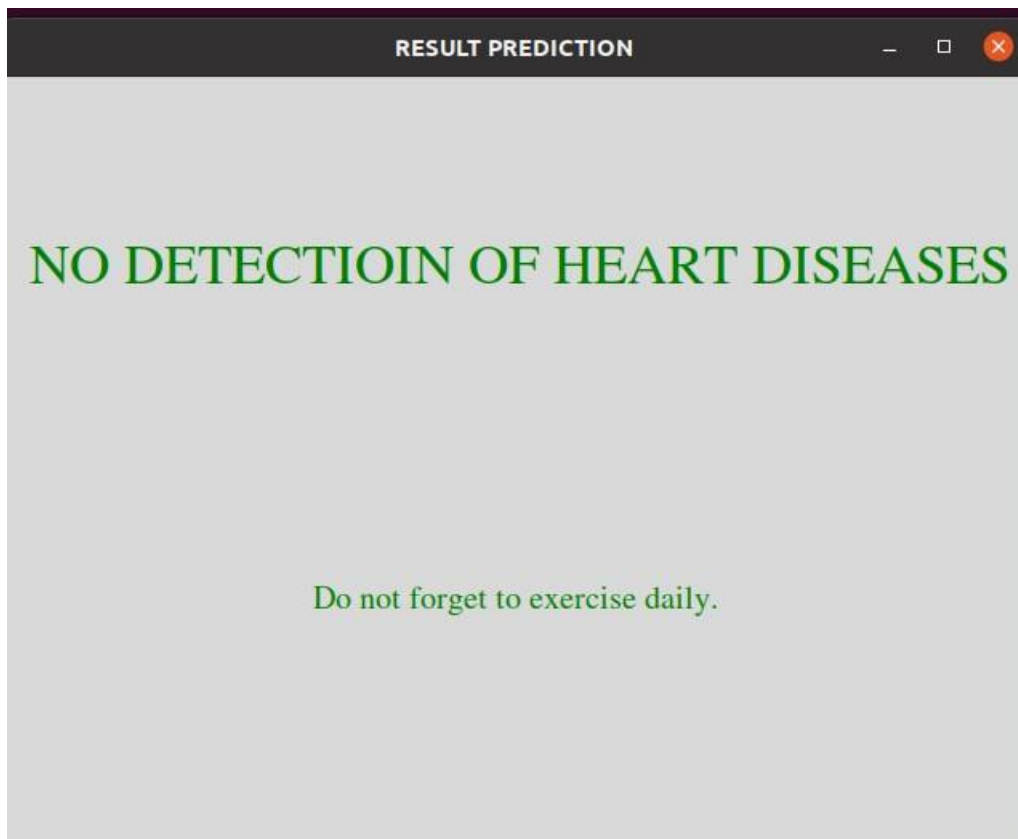 RESULT PREDICTION
NO DETECTIOIN OF HEART DISEASES
Do not forget to exercise daily.